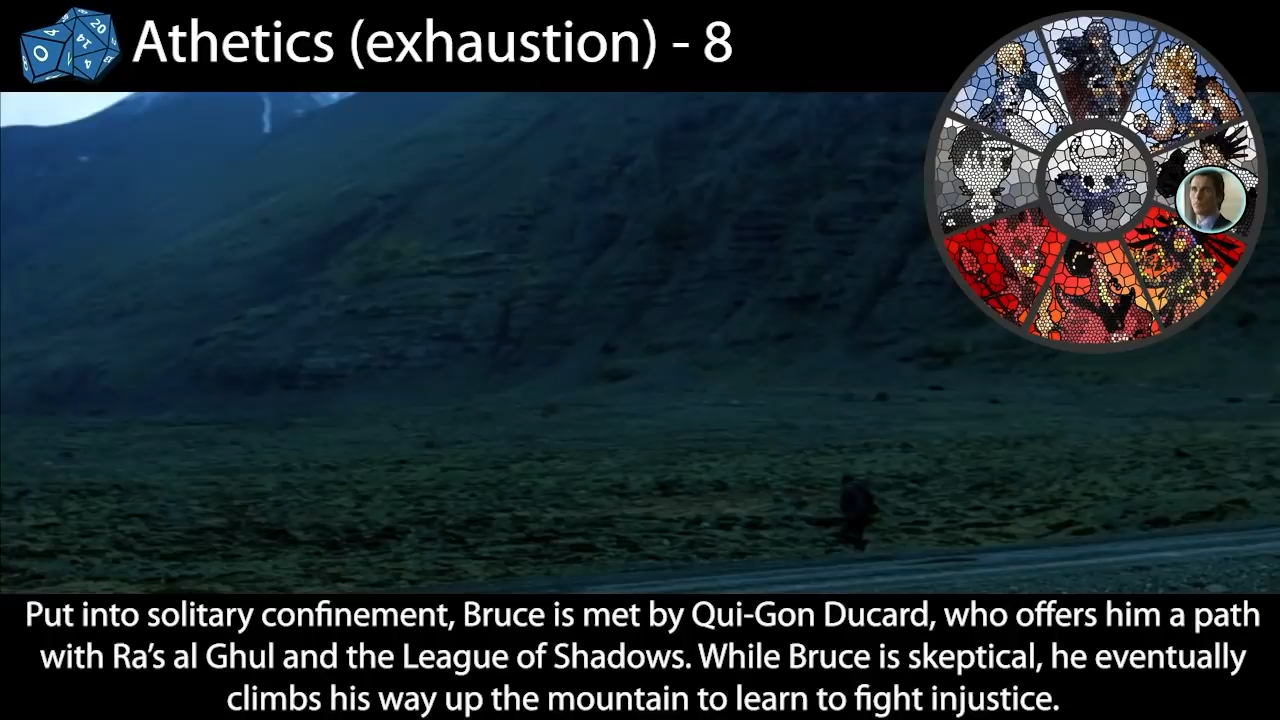 Athetics (exhaustion) - 8
Put into solitary confinement, Bruce is met by Qui-Gon Ducard, who offers him a path
with Ra's al Ghul and the League of Shadows. While Bruce is skeptical, he eventually
climbs his way up the mountain to learn to fight injustice.